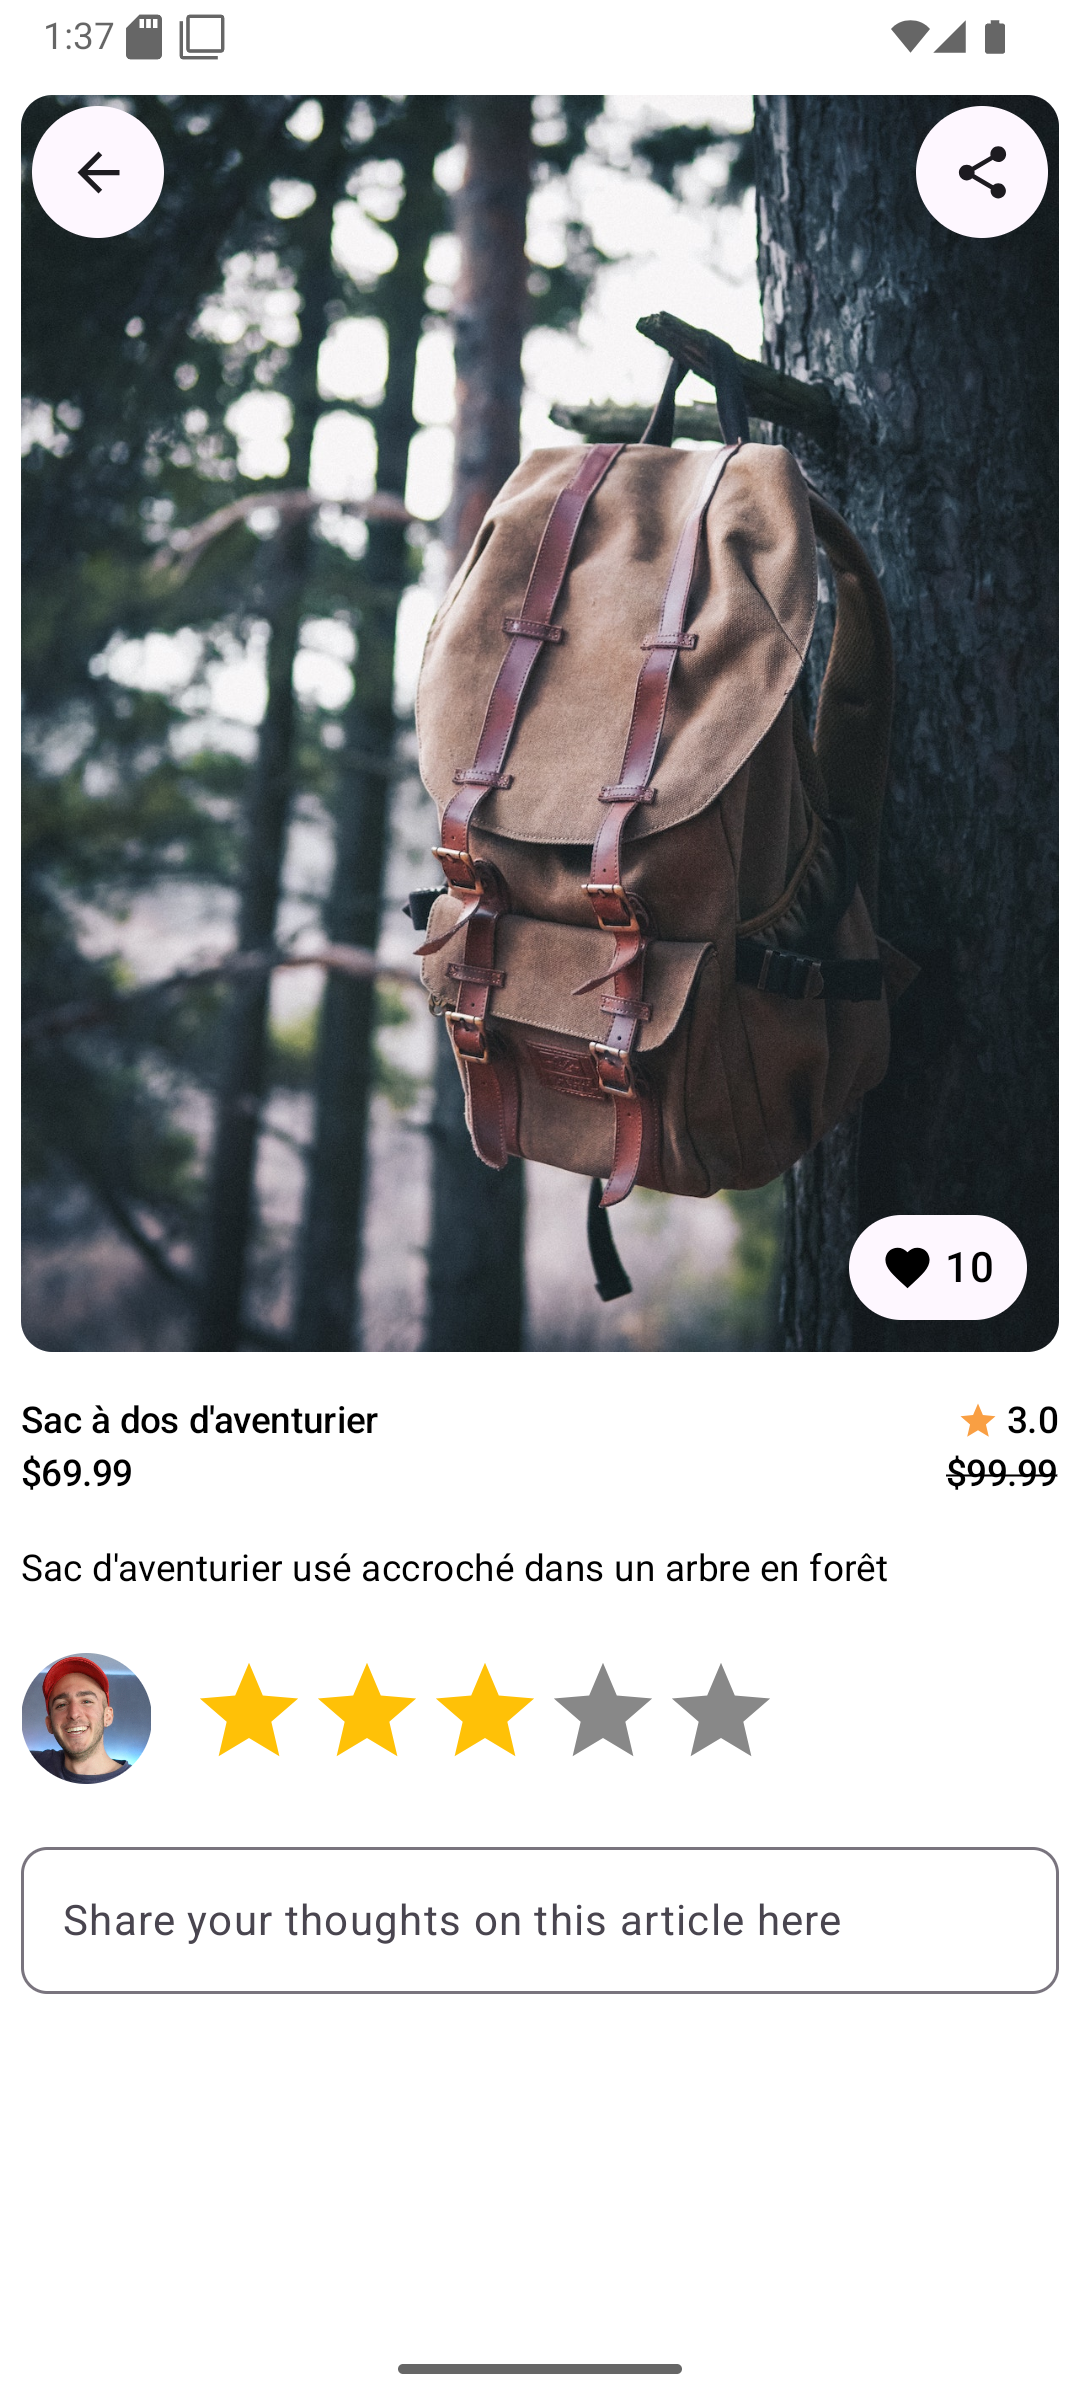 1:37
10
Sac à dos d'aventurier
3.0
$69.99
$99.99
Sac d'aventurier usé accroché dans un arbre en forêt
Share your thoughts on this article here